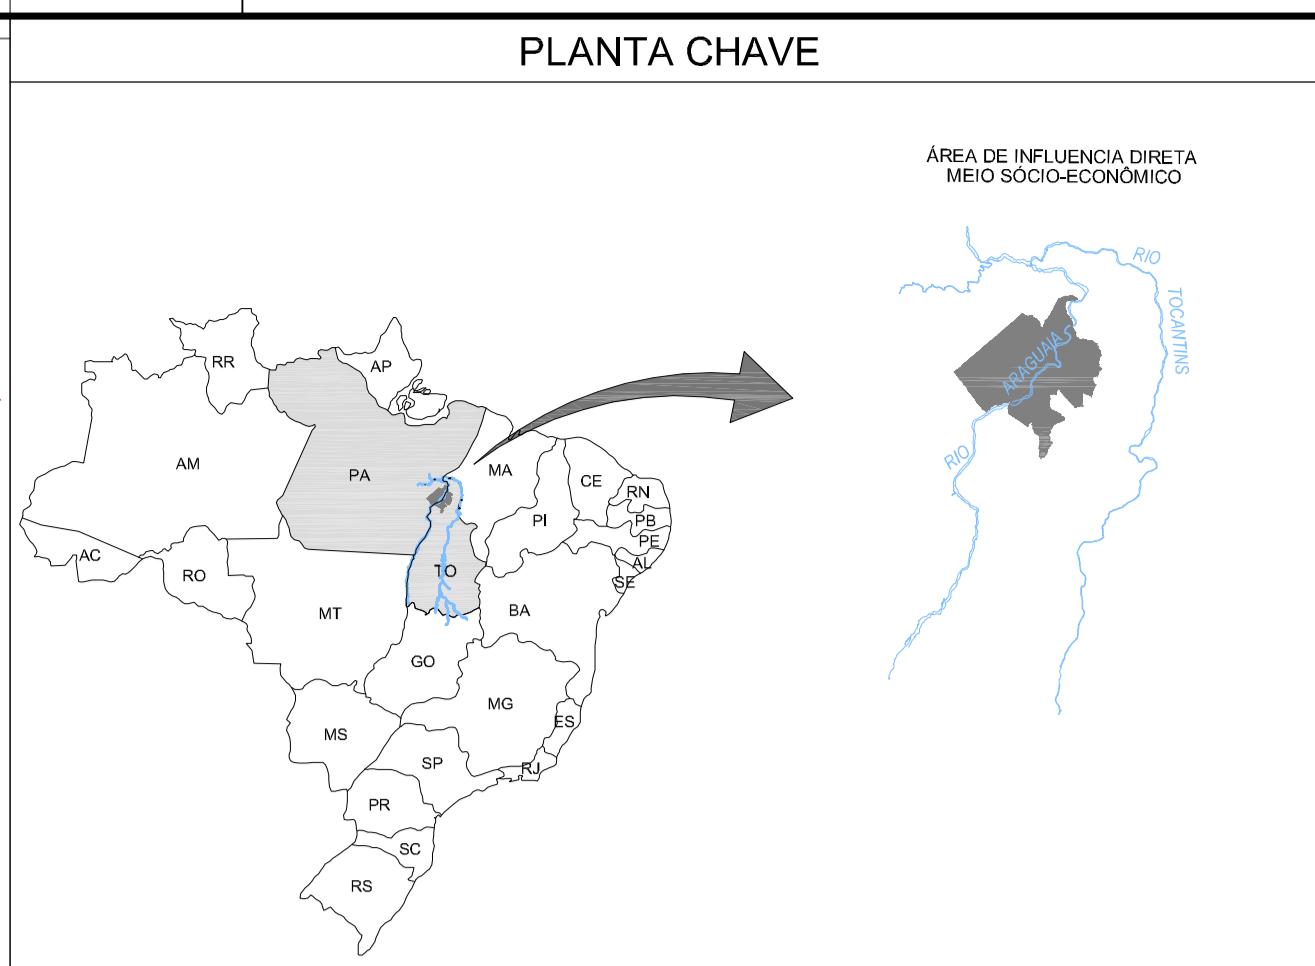 PLANTA CHAVE
ÁREA DE INFLUENCIA DIRETA
MEIO SÓCIO-ECONÔMICO
RIO
TOCANTINS
ARAGUAIA
RIO
RR
AP
AM
PA
MA
CE
RN
PI
PB
PE
AC
AL
RO
TO
SE
MT
BA
GO
MG
ES
MS
SP
RJ
PR
SC
RS